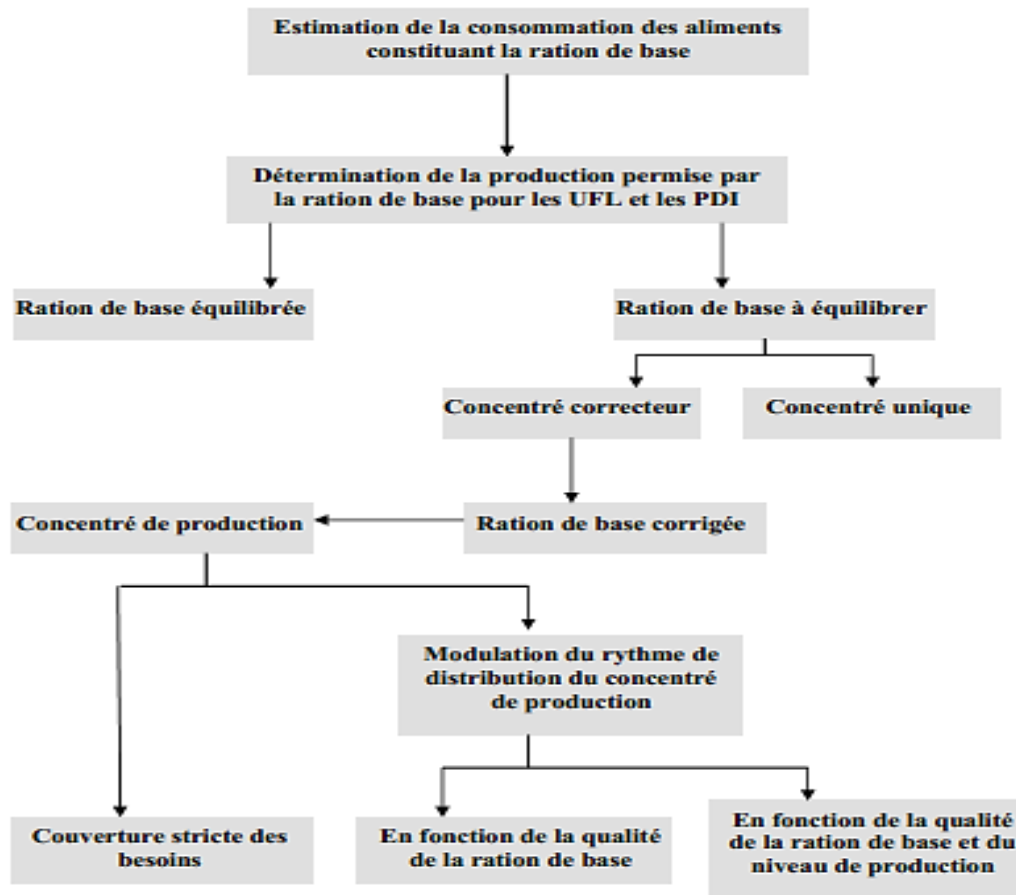 Estimation de la consommation des aliments
constituant la ration de base
Détermination de la production permise par
la ration de base pour les UFL et les PDI
Ration de base équilibrée
Ration de base à équilibrer
Concentré correcteur
Concentré unique
Concentré de production
Ration de base corrigée
Modulation du rythme de
distribution du concentré
de production
Couverture stricte des
besoins
En fonction de la qualité
de la ration de base
En fonction de la qualité
de la ration de base et du
niveau de production